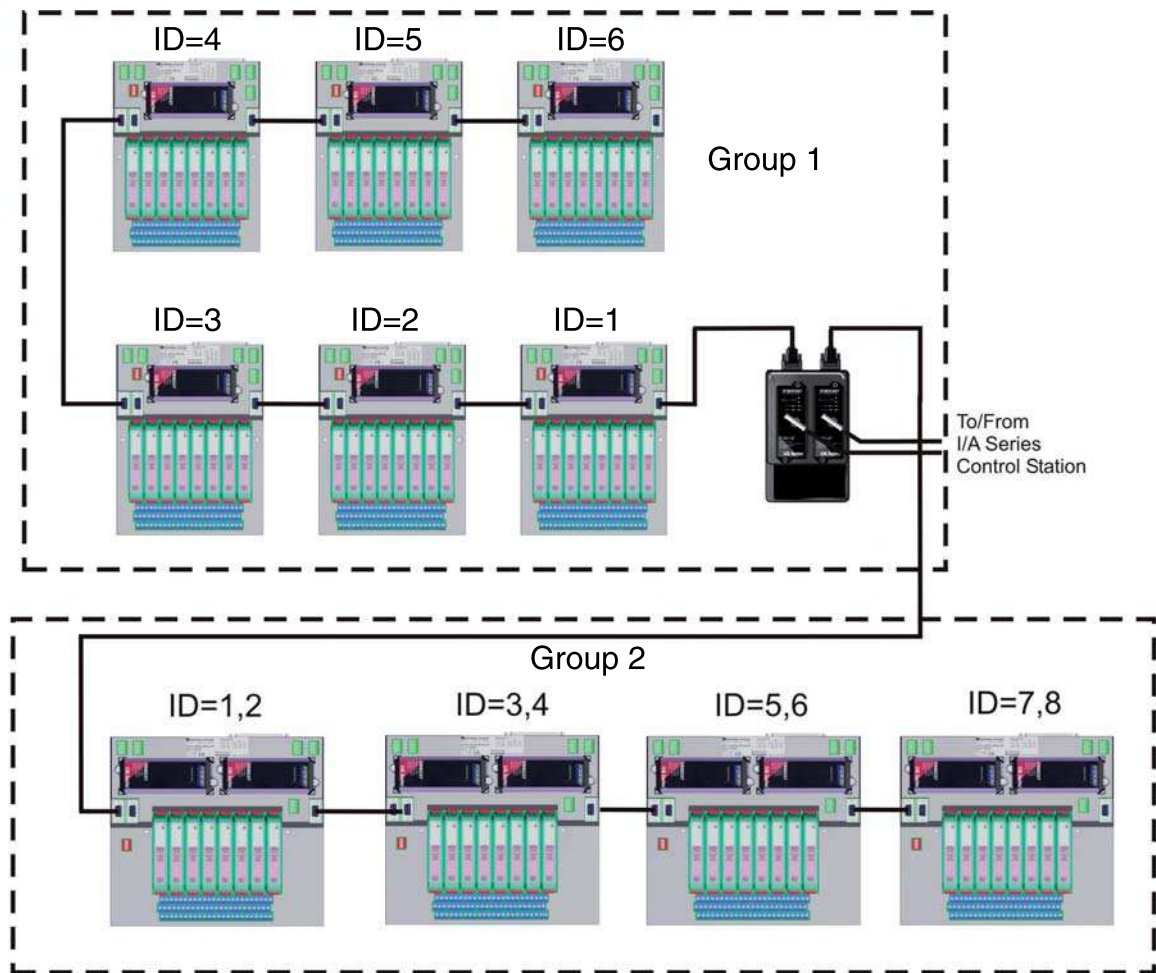 ID=4
ID=5
ID=6
Group 1
ID=3
ID=2
ID=1
To/From
I/A Series
Control Station
Group 2
ID=1,2
ID=3,4
ID=5,6
ID=7,8